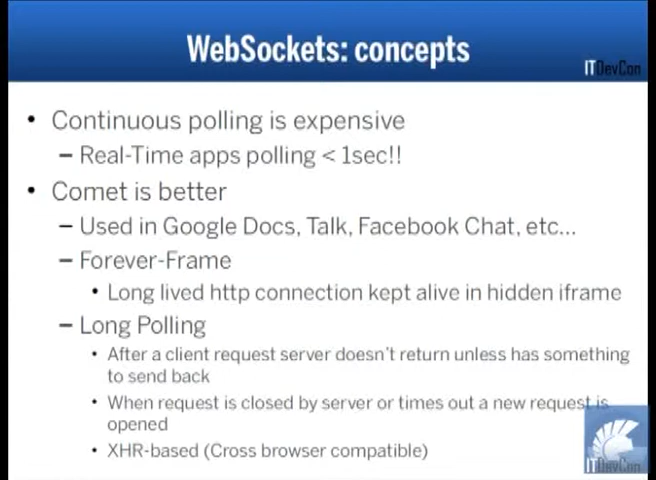 WebSockets: concepts
ITDevCon
• Continuous polling is expensive
– Real-Time apps polling < 1sec!!
• Comet is better
– Used in Google Docs, Talk, Facebook Chat, etc...
– Forever-Frame
• Long lived http connection kept alive in hidden iframe
– Long Polling
• After a client request server doesn't return unless has something
to send back
• When request is closed by server or times out a new request is
opened
• XHR-based (Cross browser compatible)
ITDevCon